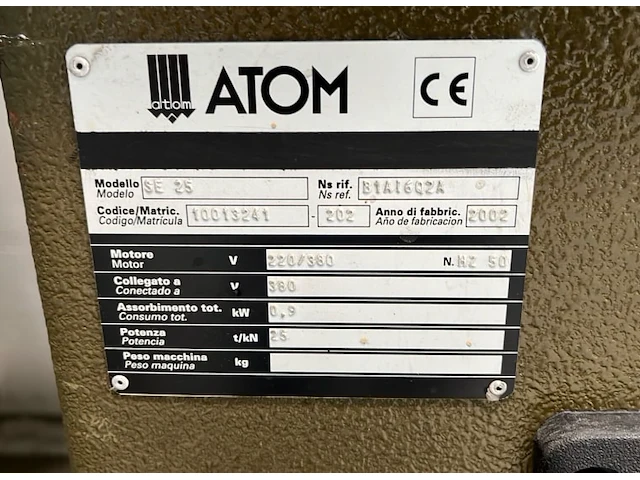 atom ATOM CE
Modello SE 25 Ns rif. B1A16Q2A
Modelo Ns ref.
Codice/Matric. 10013241 - 202 Anno di fabbric. 2002
Codigo/Matrícula Año de fabricacion
Motore V 220/380 N. HZ 50
Motor
Collegato a V 380
Conectado a
Assorbimento tot. kW 0,9
Consumo tot.
Potenza t/kN 25
Potencia
Peso macchina kg
Peso maquina